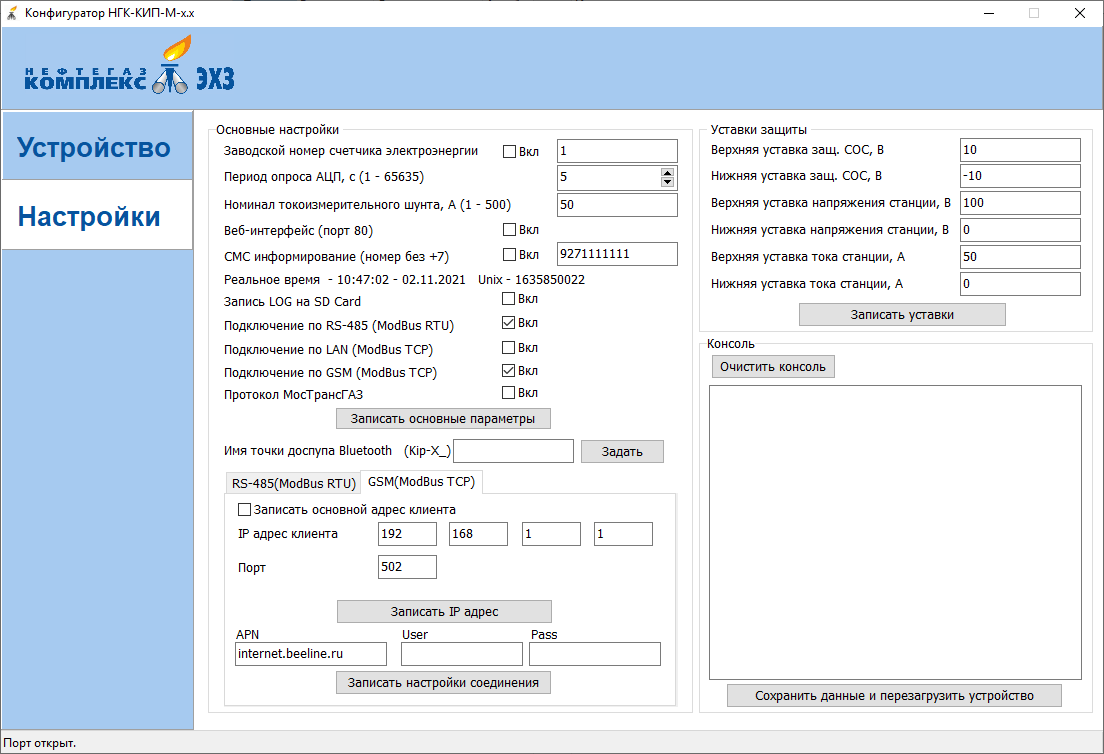 Конфигуратор НГК-КИП-М-х.х
НЕФТЕГАЗ
КОМПЛЕКС ЭХЗ
Устройство
Настройки
Основные настройки
Заводской номер счетчика электроэнергии Вкл 1
Период опроса АЦП, с (1 - 65635) 5
Номинал токоизмерительного шунта, А (1 - 500) 50
Веб-интерфейс (порт 80) Вкл
СМС информирование (номер без +7) Вкл 9271111111
Реальное время - 10:47:02 - 02.11.2021 Unix - 1635850022
Запись LOG на SD Card Вкл
Подключение по RS-485 (ModBus RTU) Вкл
Подключение по LAN (ModBus TCP) Вкл
Подключение по GSM (ModBus TCP) Вкл
Протокол МосТрансГАЗ Вкл
Записать основные параметры
Имя точки доспупа Bluetooth (Kip-X_) Задать
RS-485(ModBus RTU) GSM(ModBus TCP)
Записать основной адрес клиента
IP адрес клиента 192 168 1 1
Порт 502
Записать IP адрес
APN User Pass
internet.beeline.ru
Записать настройки соединения
Уставки защиты
Верхняя уставка защ. СОС, В 10
Нижняя уставка защ. СОС, В -10
Верхняя уставка напряжения станции, В 100
Нижняя уставка напряжения станции, В 0
Верхняя уставка тока станции, А 50
Нижняя уставка тока станции, А 0
Записать уставки
Консоль
Очистить консоль
Сохранить данные и перезагрузить устройство
Порт открыт.